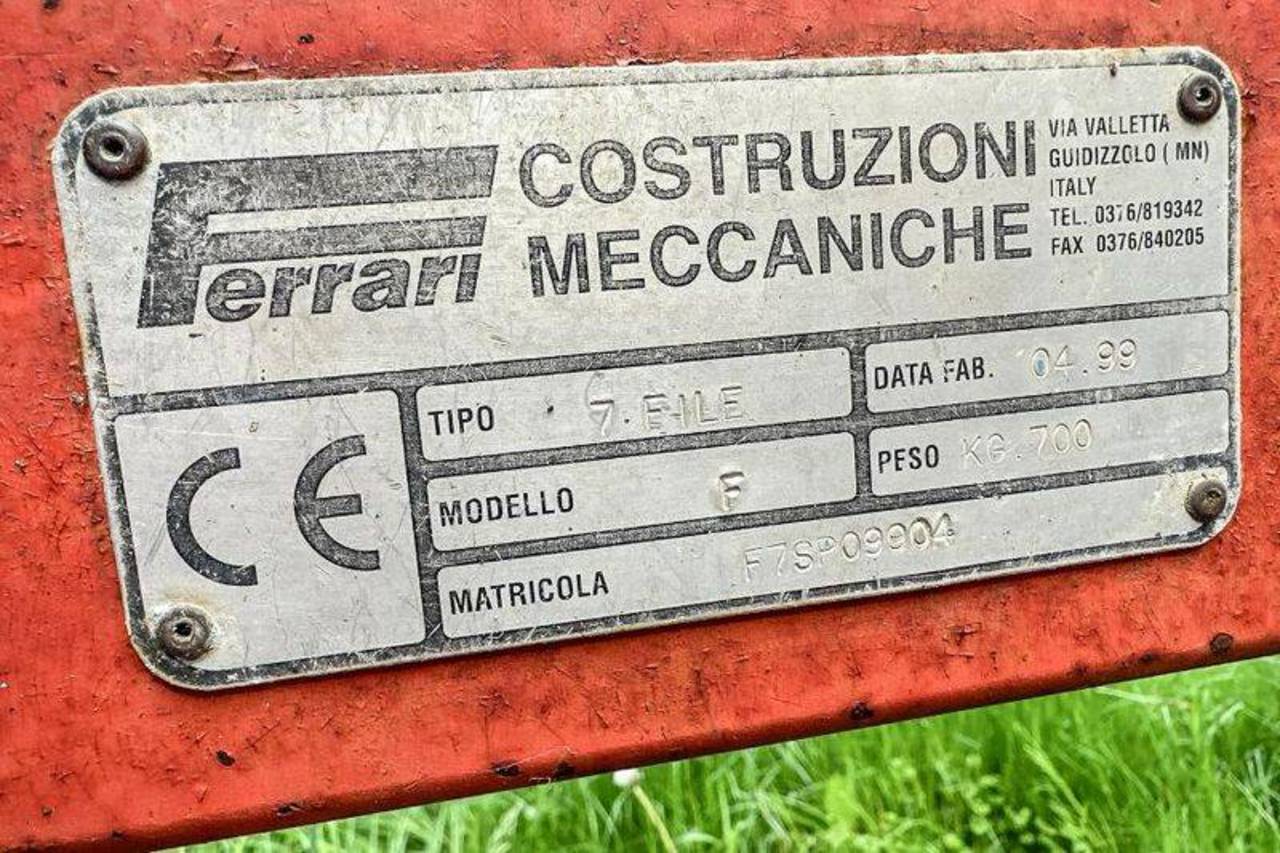 Ferrari
COSTRUZIONI
MECCANICHE
VIA VALLETTA
GUIDIZZOLO ( MN)
ITALY
TEL. 0376/819342
FAX 0376/840205
CE
TIPO 7.FILE
DATA FAB. 04.99
MODELLO F
PESO KG.700
MATRICOLA F7SP09904